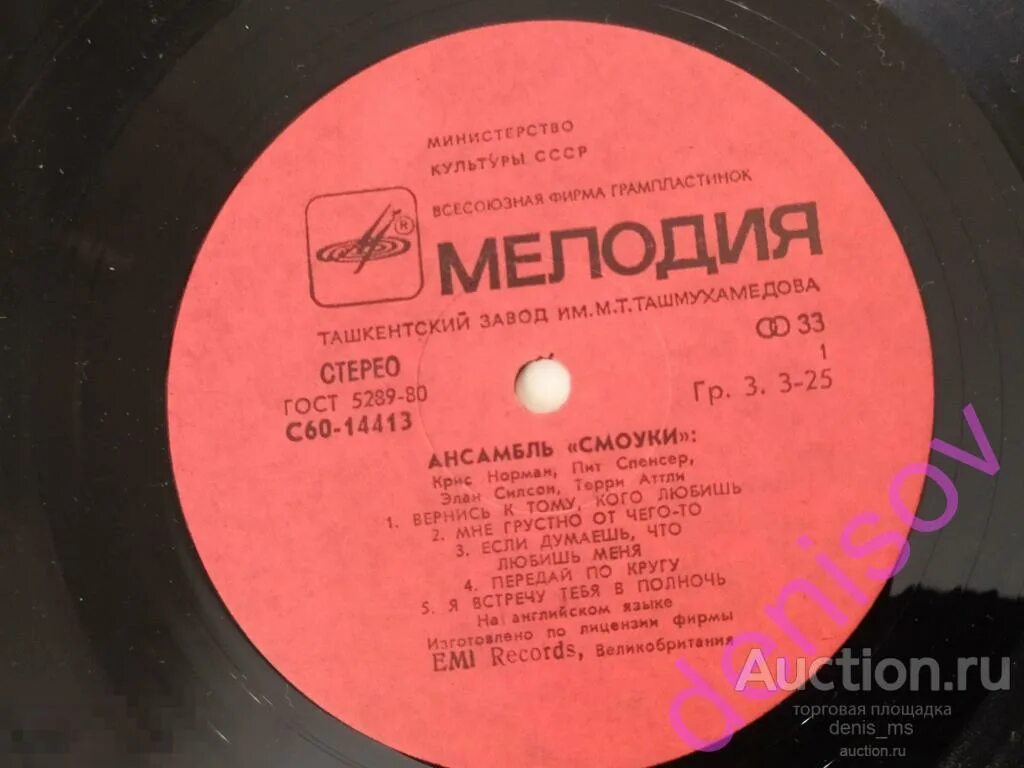 МИНИСТЕРСТВО
КУЛЬТУРЫ СССР
ВСЕСОЮЗНАЯ ФИРМА ГРАМПЛАСТИНОК
®
МЕЛОДИЯ
ТАШКЕНТСКИЙ ЗАВОД ИМ. М. Т. ТАШМУХАМЕДОВА
СТЕРЕО
33
ГОСТ 5289-80
1
С60-14413
Гр. 3. 3-25
АНСАМБЛЬ «СМОУКИ»:
Крис Норман, Пит Спенсер,
Элан Силсон, Терри Аттли
1. ВЕРНИСЬ К ТОМУ, КОГО ЛЮБИШЬ
2. МНЕ ГРУСТНО ОТ ЧЕГО-ТО
3. ЕСЛИ ДУМАЕШЬ, ЧТО
ЛЮБИШЬ МЕНЯ
4. ПЕРЕДАЙ ПО КРУГУ
5. Я ВСТРЕЧУ ТЕБЯ В ПОЛНОЧЬ
На английском языке
Изготовлено по лицензии фирмы
EMI Records, Великобритания
denisov
Auction.ru
торговая площадка
denis_ms
auction.ru